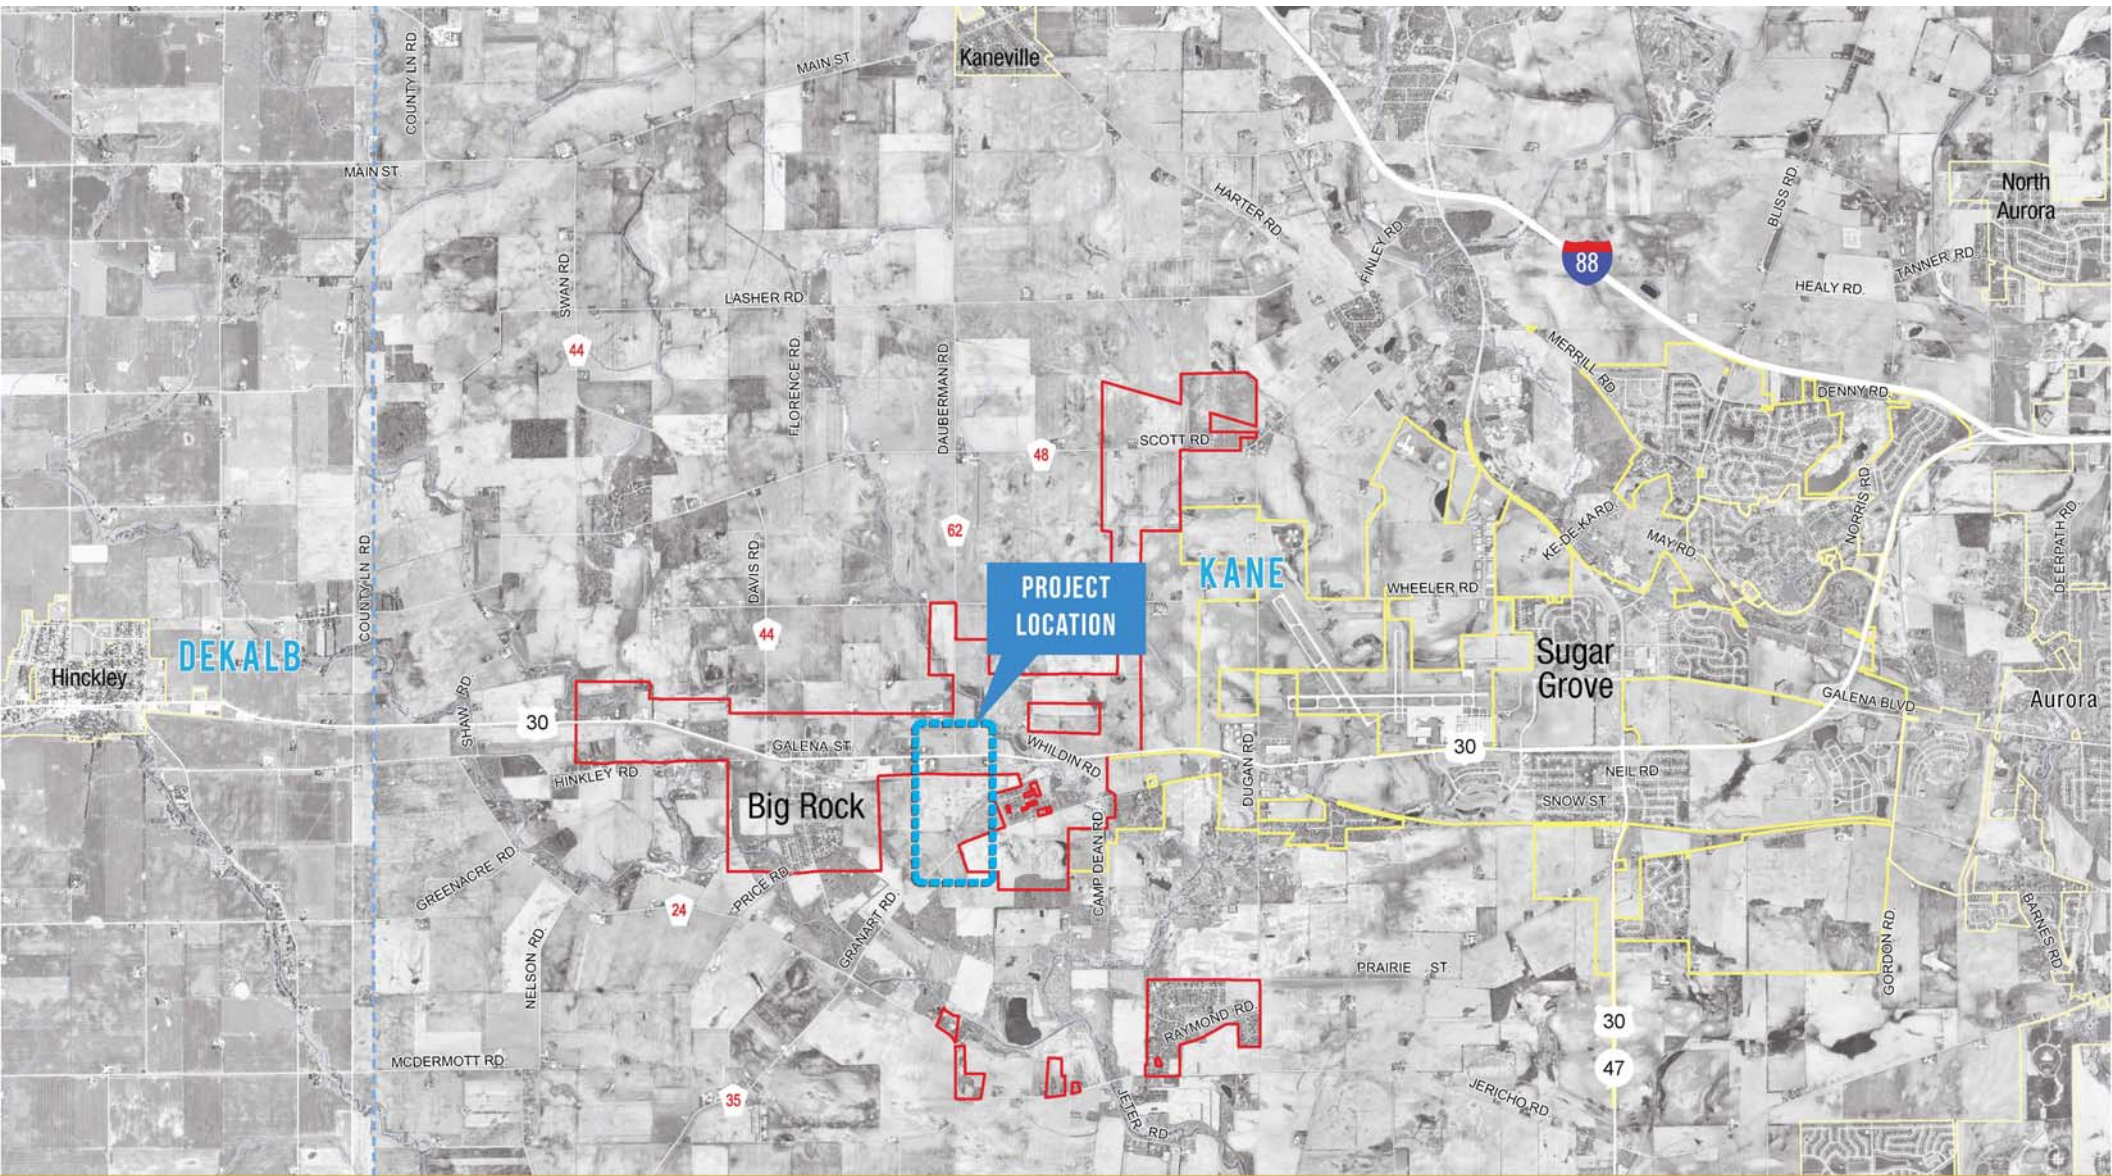 COUNTY LN RD
MAIN ST.
Kaneville
MAIN ST.
HARTER RD.
FINLEY RD
BLISS RD
North
Aurora
TANNER RD.
HEALY RD.
88
SWAN RD.
LASHER RD.
44
FLORENCE RD.
DAUBERMAN RD.
MERRILL RD.
DENNY RD.
SCOTT RD
48
62
NORRIS RD.
KE-DE-KA RD.
MAY RD.
DEERPATH RD.
COUNTY LN RD
DAVIS RD.
PROJECT
LOCATION
KANE
WHEELER RD.
44
DEKALB
Hinckley
Sugar
Grove
Aurora
GALENA BLVD.
SHAW RD.
30
GALENA ST.
WHILDIN RD.
DUGAN RD.
30
HINKLEY RD.
NEIL RD
SNOW ST.
Big Rock
CAMP DEAN RD.
GREENACRE RD
PRICE RD
24
GRANART RD.
NELSON RD.
PRAIRIE ST
GORDON RD.
BARNES RD.
RAYMOND RD.
30
47
MCDERMOTT RD.
35
JETER RD
JERICHO RD.